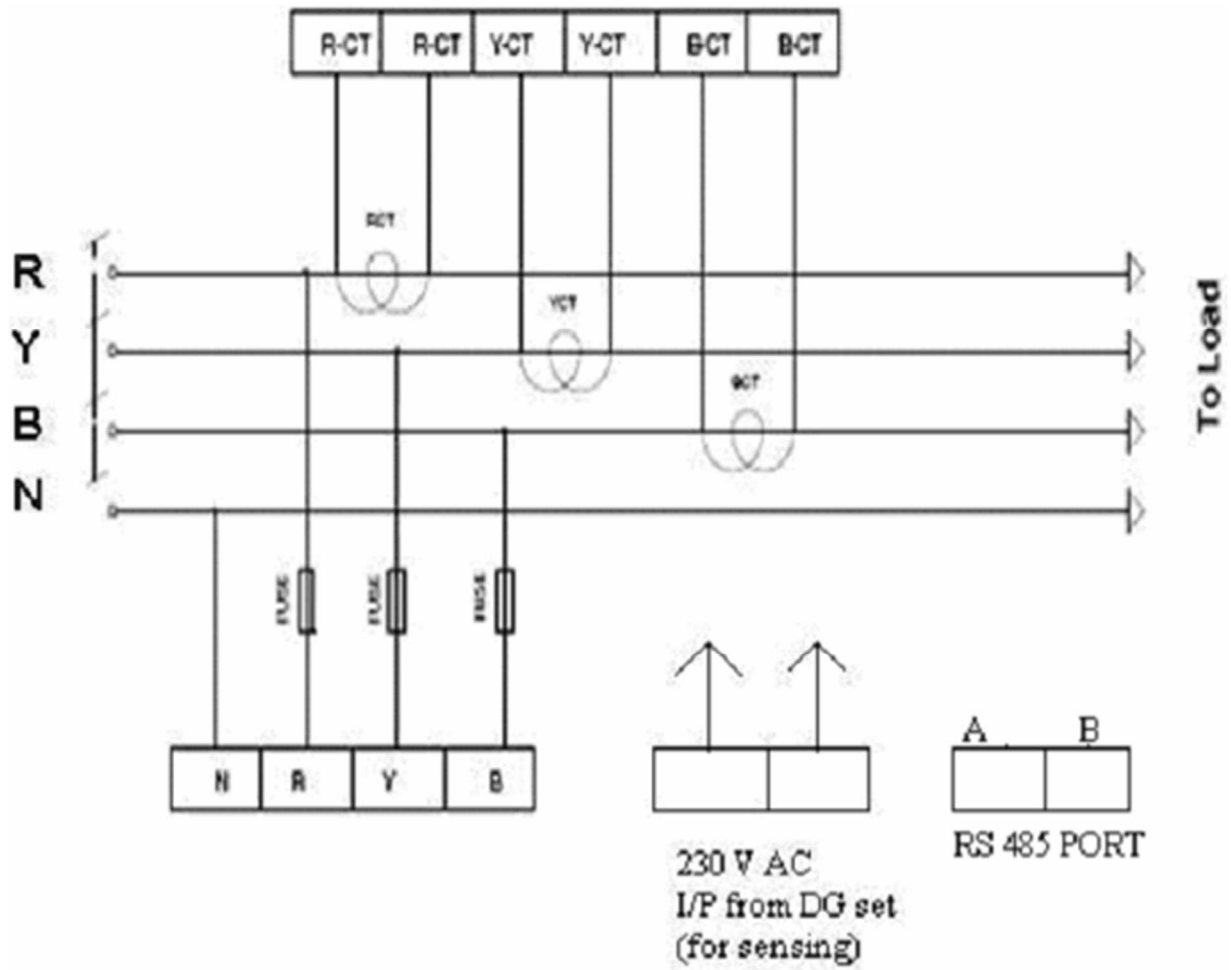 R-CT R-CT Y-CT Y-CT B-CT B-CT
RCT
R
YCT
Y
BCT
B
N
To Load
FUSE FUSE FUSE
N R Y B
A B
RS 485 PORT
230 V AC
I/P from DG set
(for sensing)